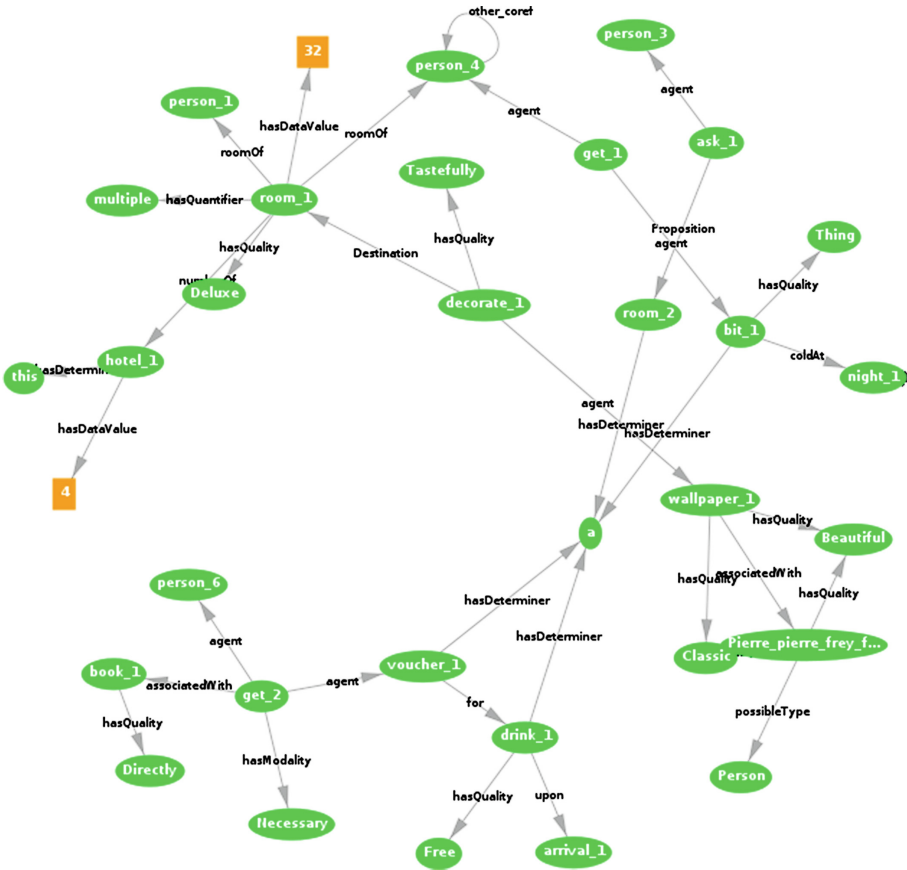 other_coref
person_3
32
person_4
agent
person_1
hasDataValue
roomOf
agent
ask_1
roomOf
get_1
Tastefully
multiple
hasQuantifier
room_1
Proposition
Thing
hasQuality
hasQuality
agent
Destination
hasQuality
Deluxe
decorate_1
room_2
bit_1
coldAt
hotel_1
this
night_1
agent
hasDeterminer
hasDeterminer
hasDataValue
4
wallpaper_1
hasQuality
a
Beautiful
hasQuality
associatedWith
person_6
hasQuality
hasDeterminer
agent
hasDeterminer
Classic
Pierre_pierre_frey_f...
book_1
associatedWith
get_2
agent
voucher_1
for
possibleType
hasQuality
drink_1
hasModality
Directly
Person
hasQuality
upon
Necessary
Free
arrival_1